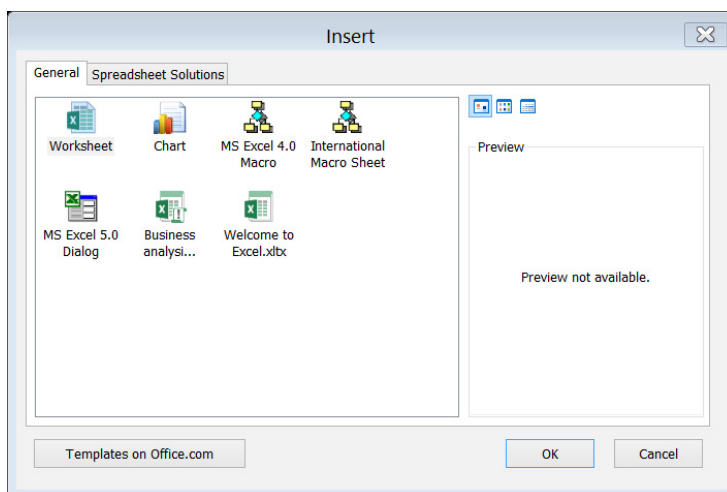 Insert
General
Spreadsheet Solutions
Worksheet
Chart
MS Excel 4.0
Macro
International
Macro Sheet
MS Excel 5.0
Dialog
Business
analysi...
Welcome to
Excel.xltx
Preview
Preview not available.
Templates on Office.com
OK
Cancel